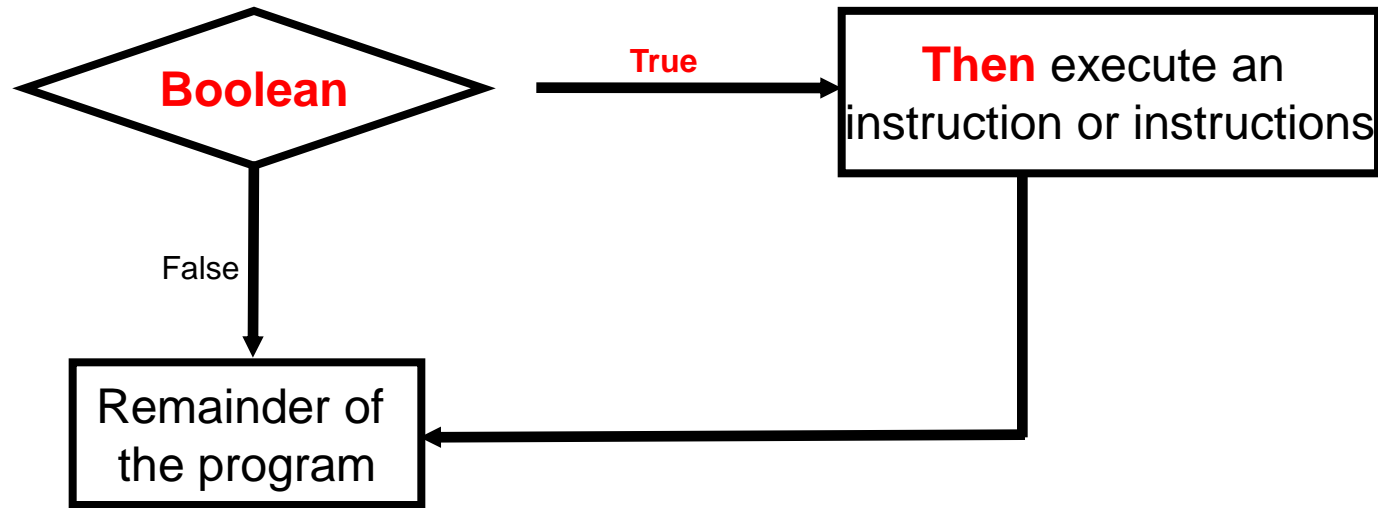 Boolean
True
Then execute an
instruction or instructions
False
Remainder of
the program